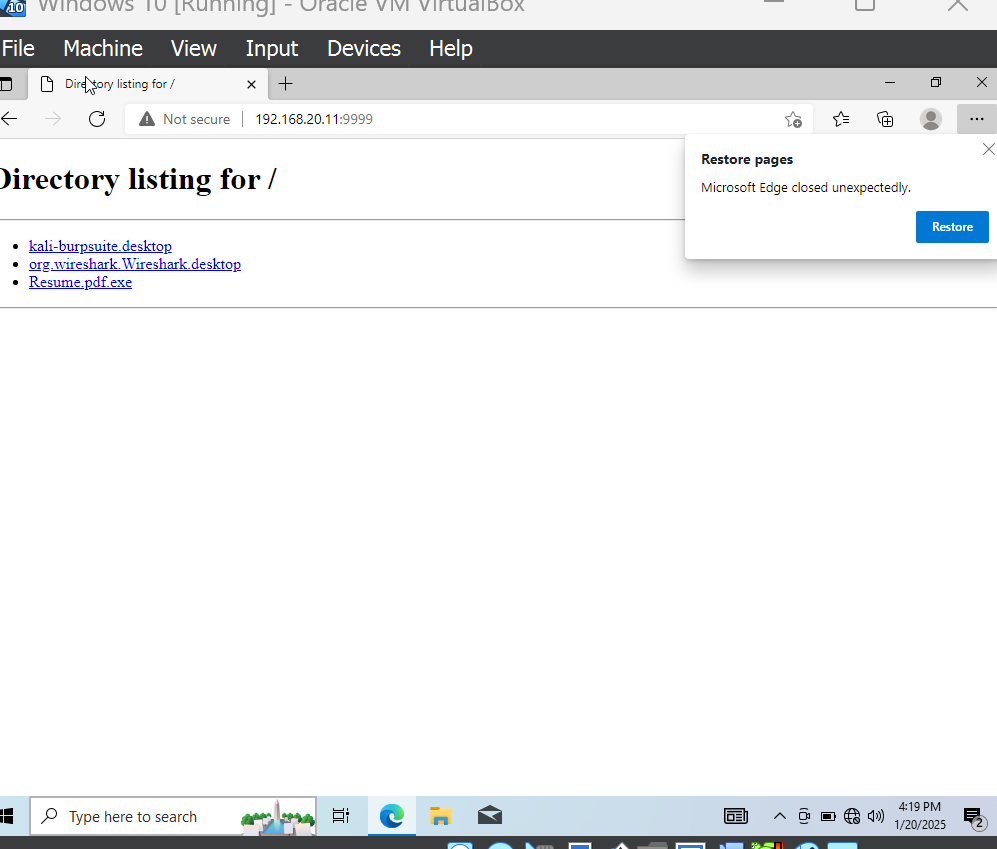 Windows 10 [Running] - Oracle VM VirtualBox
File Machine View Input Devices Help
Directory listing for /
Not secure 192.168.20.11:9999
Directory listing for /
Restore pages
Microsoft Edge closed unexpectedly.
Restore
kali-burpsuite.desktop
org.wireshark.Wireshark.desktop
Resume.pdf.exe
Type here to search
4:19 PM
1/20/2025
2